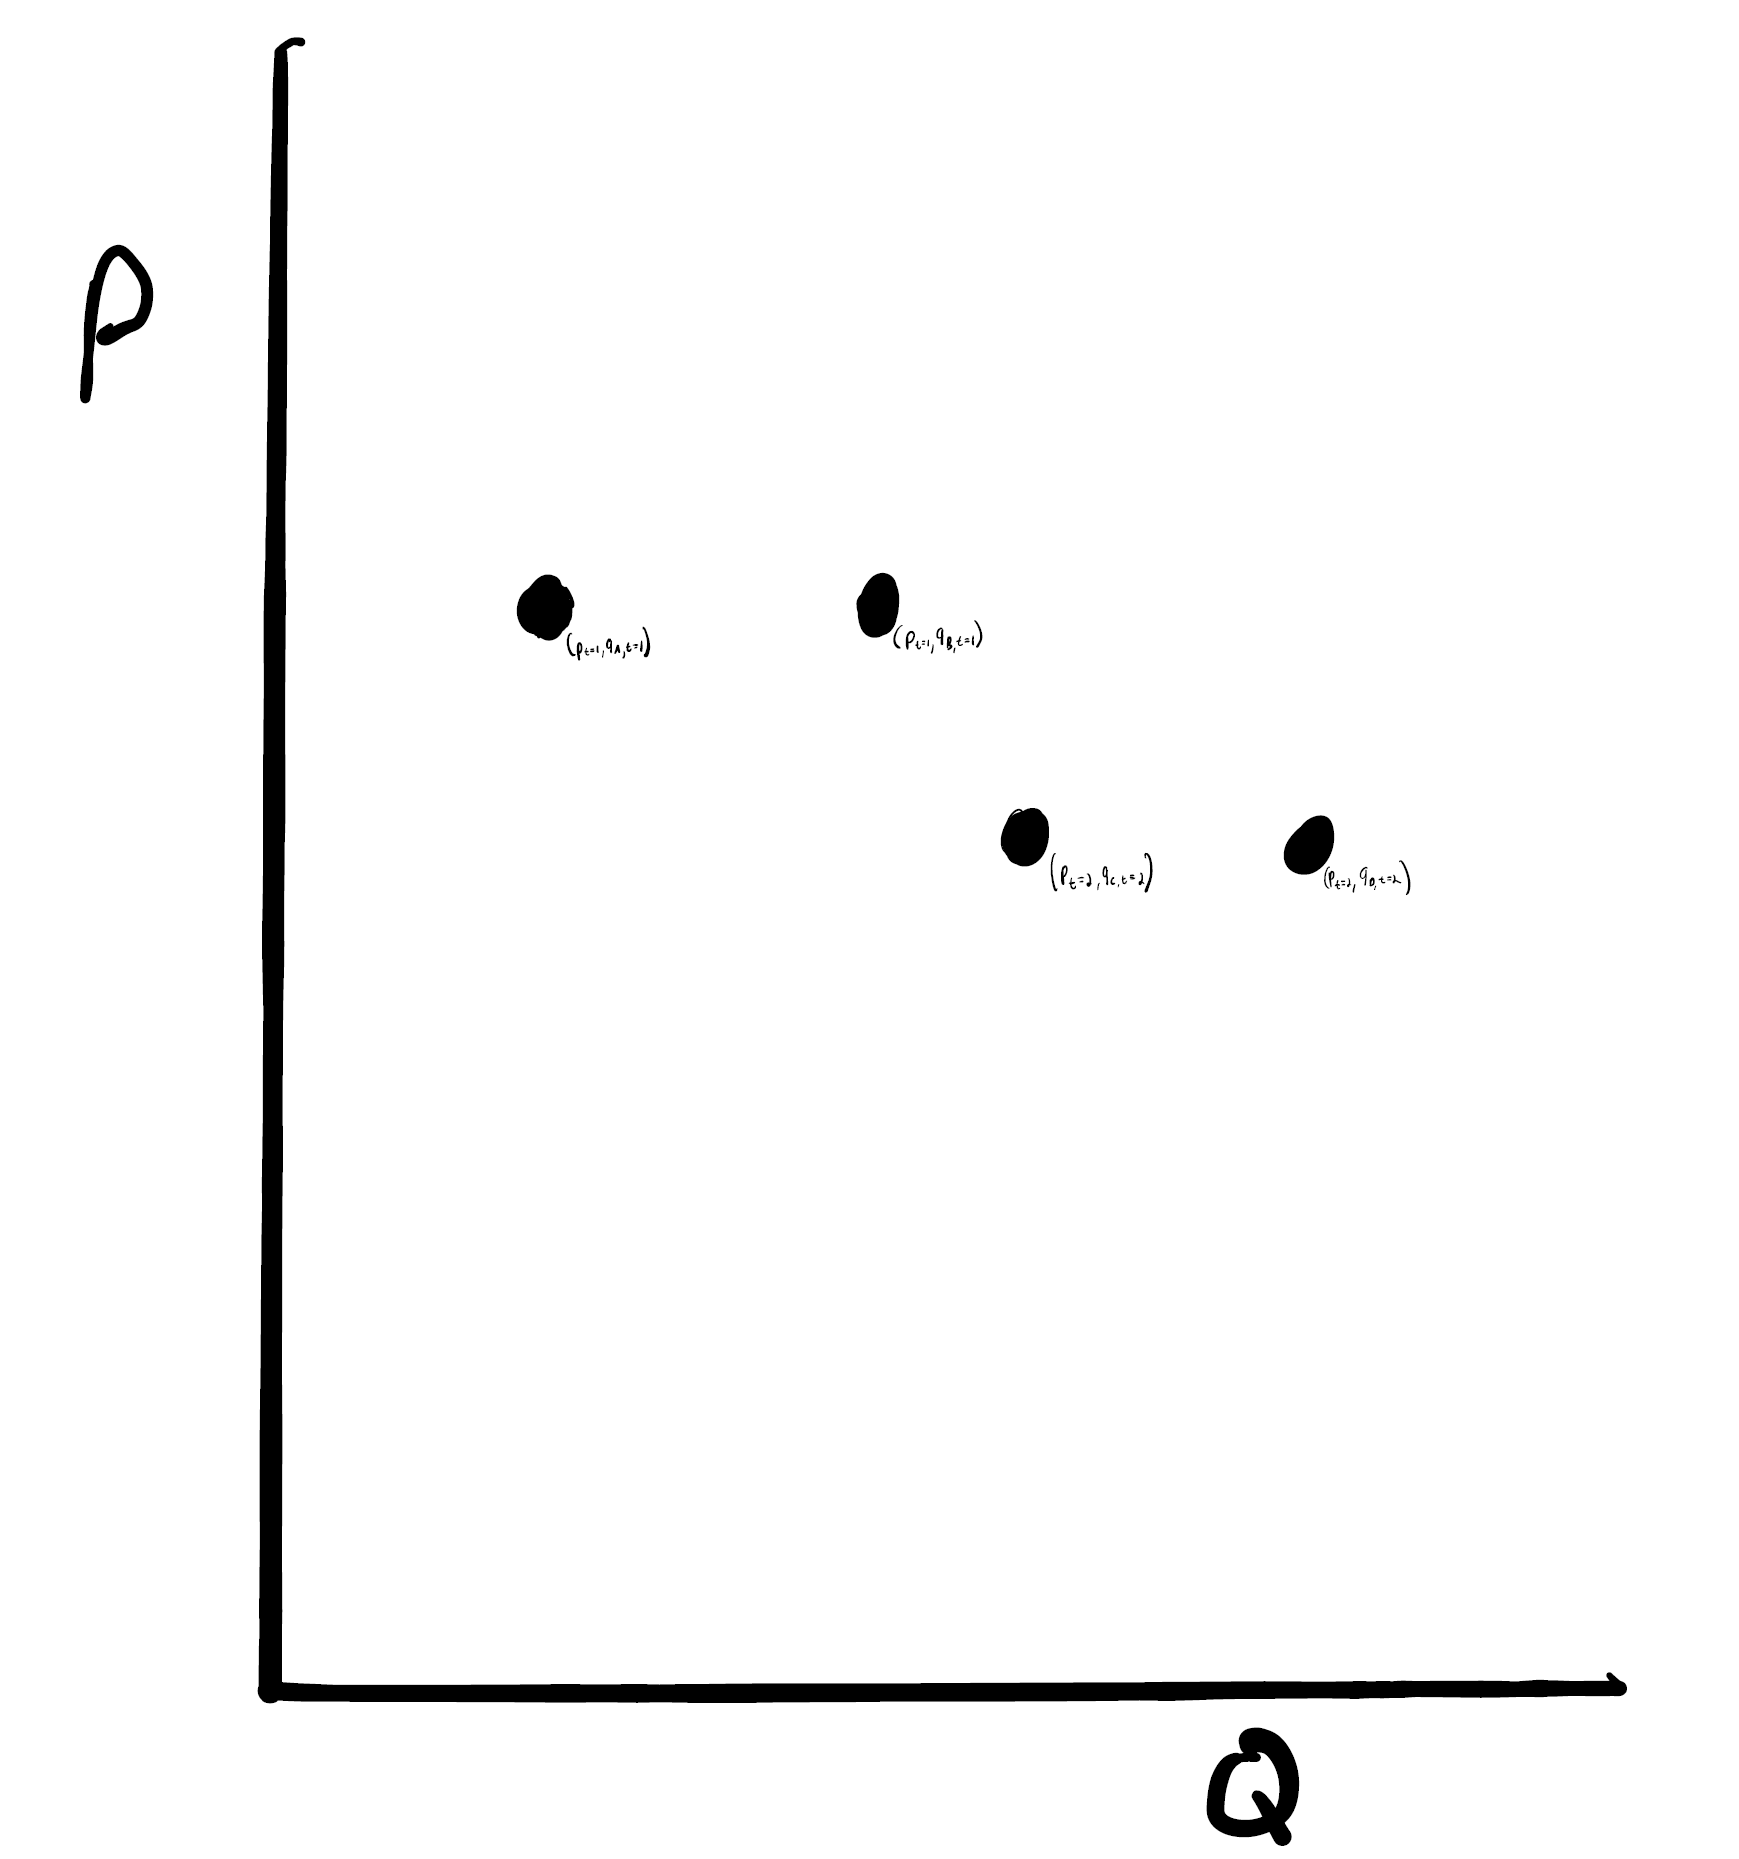 P
(P_{t=1}, q_{A,t=1})
(P_{t=1}, q_{B,t=1})
(P_{t=2}, q_{C,t=2})
(P_{t=2}, q_{D,t=2})
Q